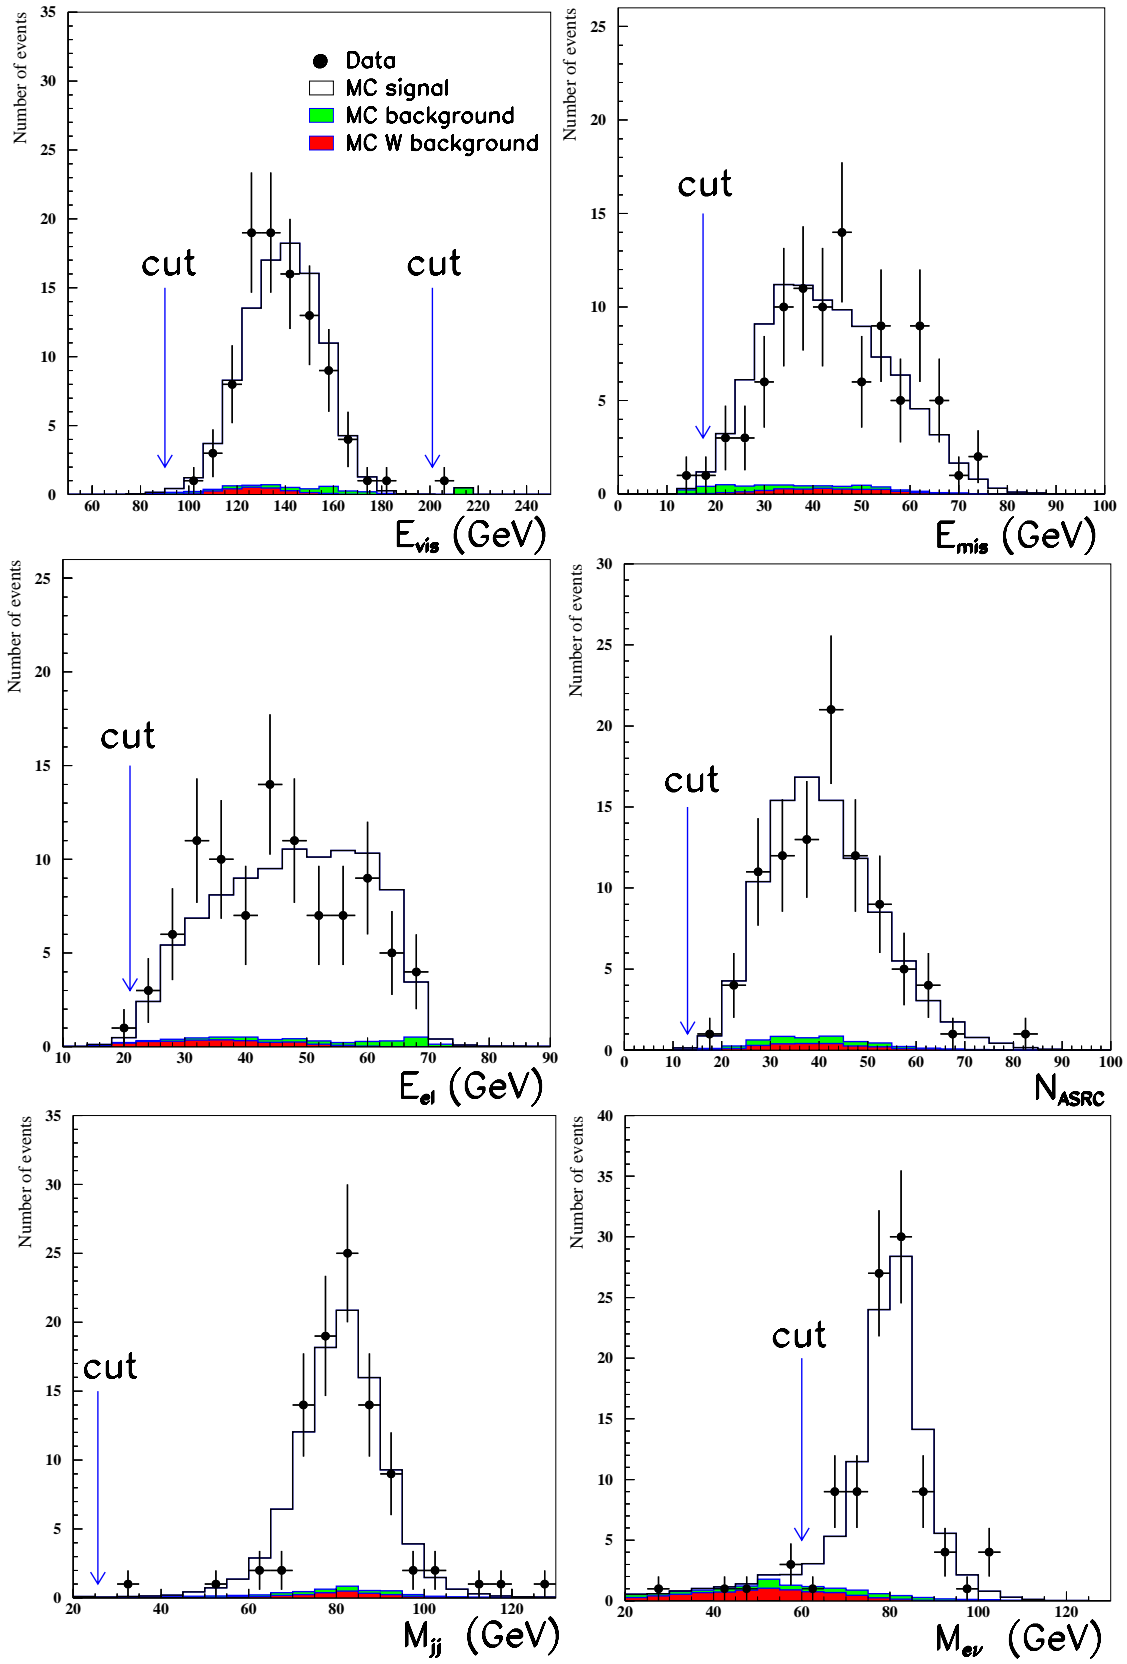 Number of events
35
30
25
20
15
10
5
0
Data
MC signal
MC background
MC W background
cut
cut
60 80 100 120 140 160 180 200 220 240
E_vis (GeV)
Number of events
25
20
15
10
5
0
cut
0 10 20 30 40 50 60 70 80 90 100
E_mis (GeV)
Number of events
25
20
15
10
5
0
cut
10 20 30 40 50 60 70 80 90
E_el (GeV)
Number of events
30
25
20
15
10
5
0
cut
0 10 20 30 40 50 60 70 80 90 100
N_ASRC
Number of events
35
30
25
20
15
10
5
0
cut
20 40 60 80 100 120
M_jj (GeV)
Number of events
40
35
30
25
20
15
10
5
0
cut
20 40 60 80 100 120
M_eν (GeV)